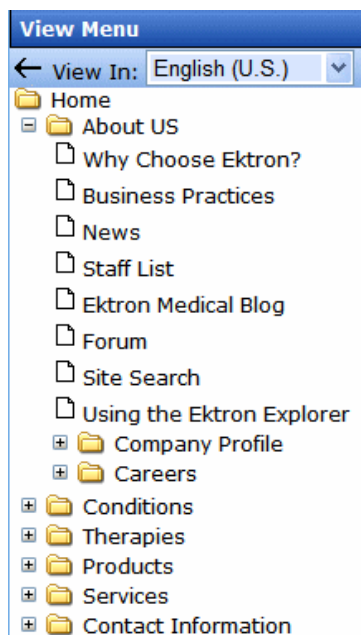 View Menu
View In: English (U.S.)
Home
About US
Why Choose Ektron?
Business Practices
News
Staff List
Ektron Medical Blog
Forum
Site Search
Using the Ektron Explorer
Company Profile
Careers
Conditions
Therapies
Products
Services
Contact Information